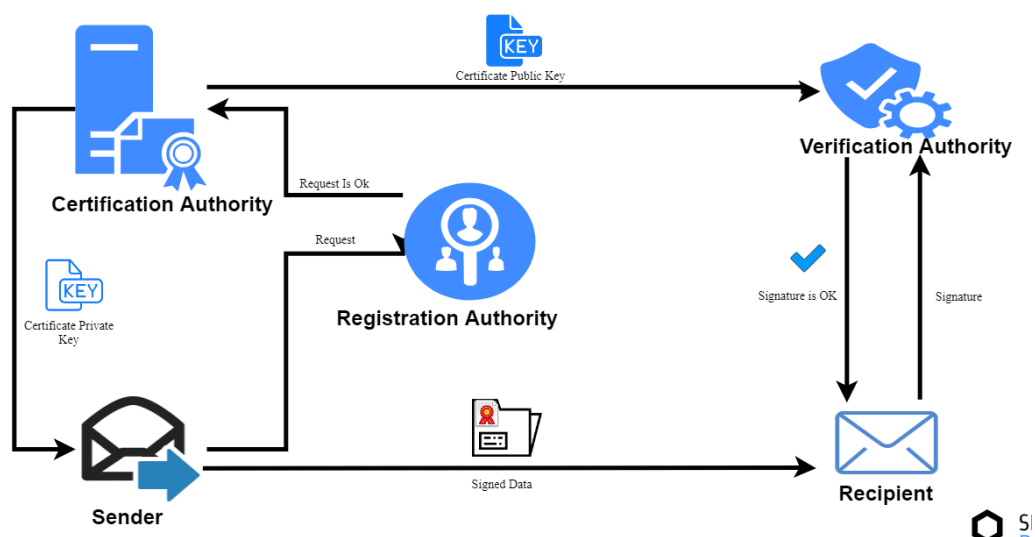 KEY
Certificate Public Key
Verification Authority
Certification Authority
Request Is Ok
Request
KEY
Signature is OK
Signature
Registration Authority
Certificate Private
Key
Signed Data
Recipient
Sender